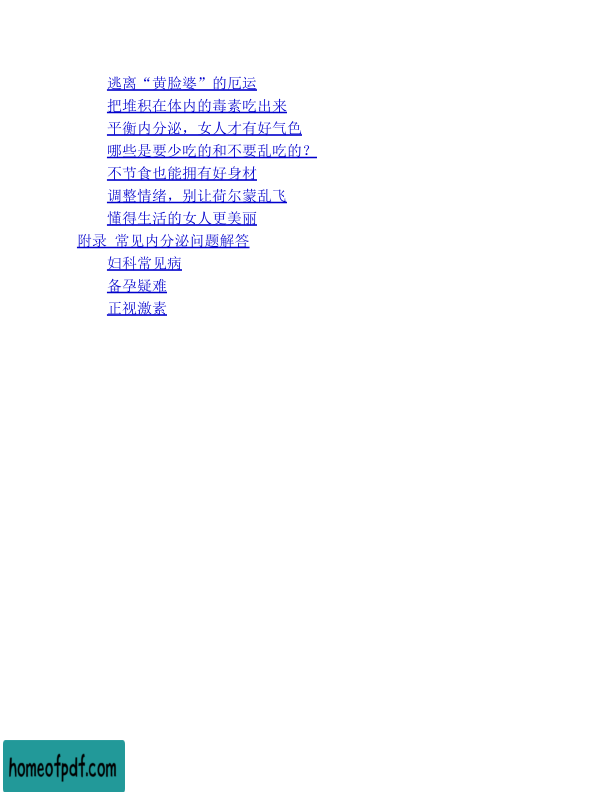 逃离“黄脸婆”的厄运
把堆积在体内的毒素吃出来
平衡内分泌，女人才有好气色
哪些是要少吃的和不要乱吃的？
不节食也能拥有好身材
调整情绪，别让荷尔蒙乱飞
懂得生活的女人更美丽
附录 常见内分泌问题解答
妇科常见病
备孕疑难
正视激素
homeofpdf.com